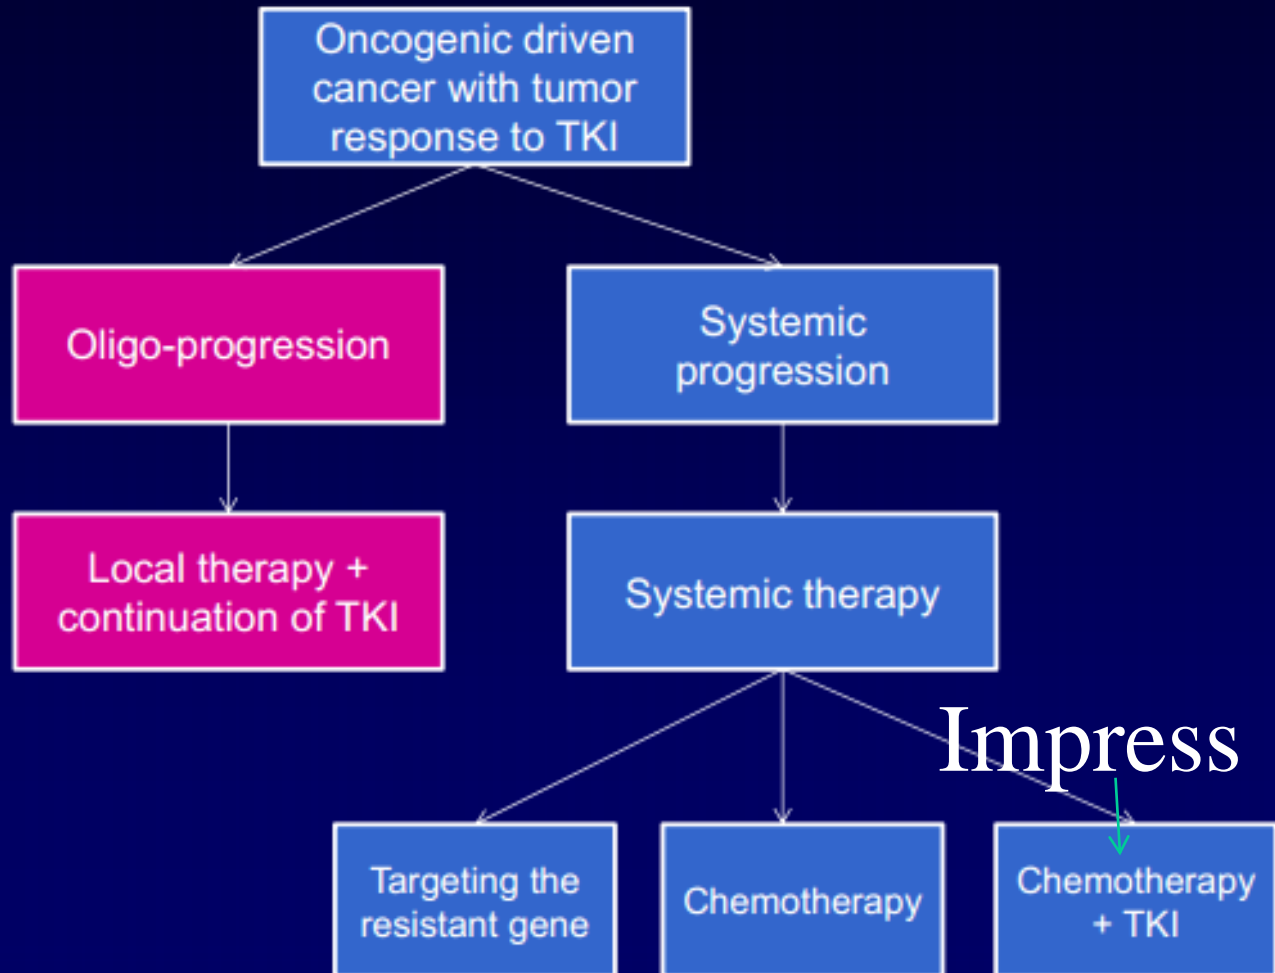 Oncogenic driven
cancer with tumor
response to TKI
Oligo-progression
Systemic
progression
Local therapy +
continuation of TKI
Systemic therapy
Impress
Targeting the
resistant gene
Chemotherapy
Chemotherapy
+ TKI